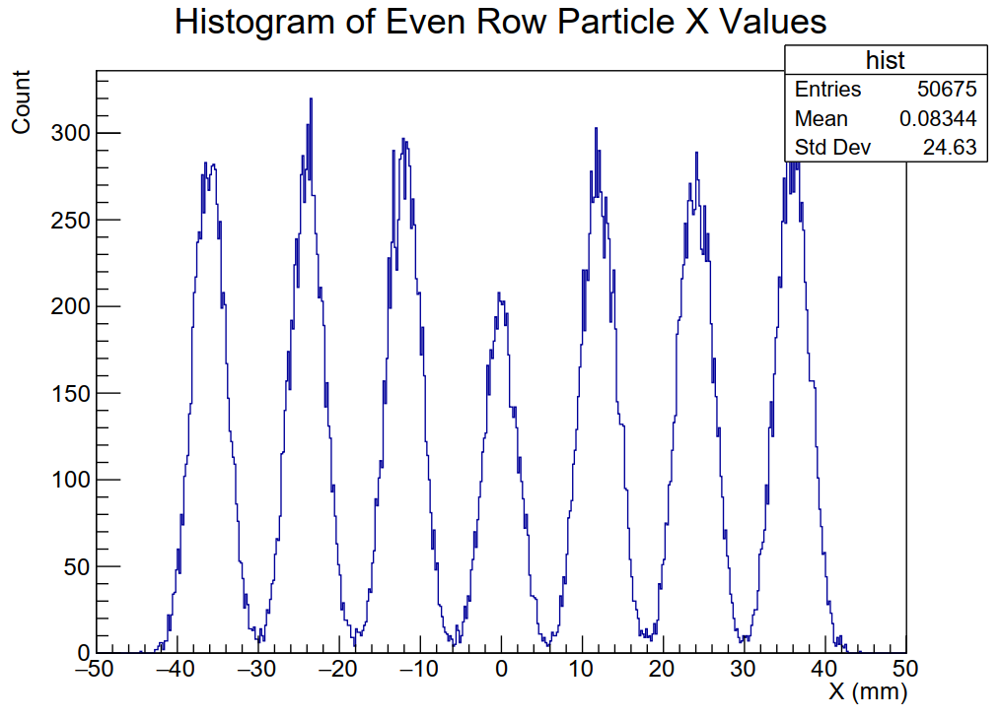 Histogram of Even Row Particle X Values
hist
Entries 50675
Mean 0.08344
Std Dev 24.63
Count
300
250
200
150
100
50
0
−50 −40 −30 −20 −10 0 10 20 30 40 50
X (mm)